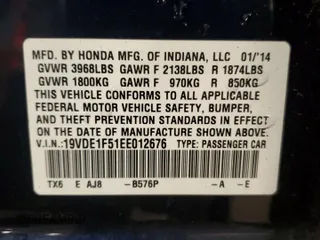 MFD. BY HONDA MFG. OF INDIANA, LLC 01/'14
GVWR 3968LBS GAWR F 2138LBS R 1874LBS
GVWR 1800KG GAWR F 970KG R 850KG
THIS VEHICLE CONFORMS TO ALL APPLICABLE
FEDERAL MOTOR VEHICLE SAFETY, BUMPER,
AND THEFT PREVENTION STANDARDS IN EFFECT
ON THE DATE OF MANUFACTURE SHOWN ABOVE.
V.I.N.: 19VDE1F51EE012676 TYPE: PASSENGER CAR
TX6 E AJ8 -B576P -A -E